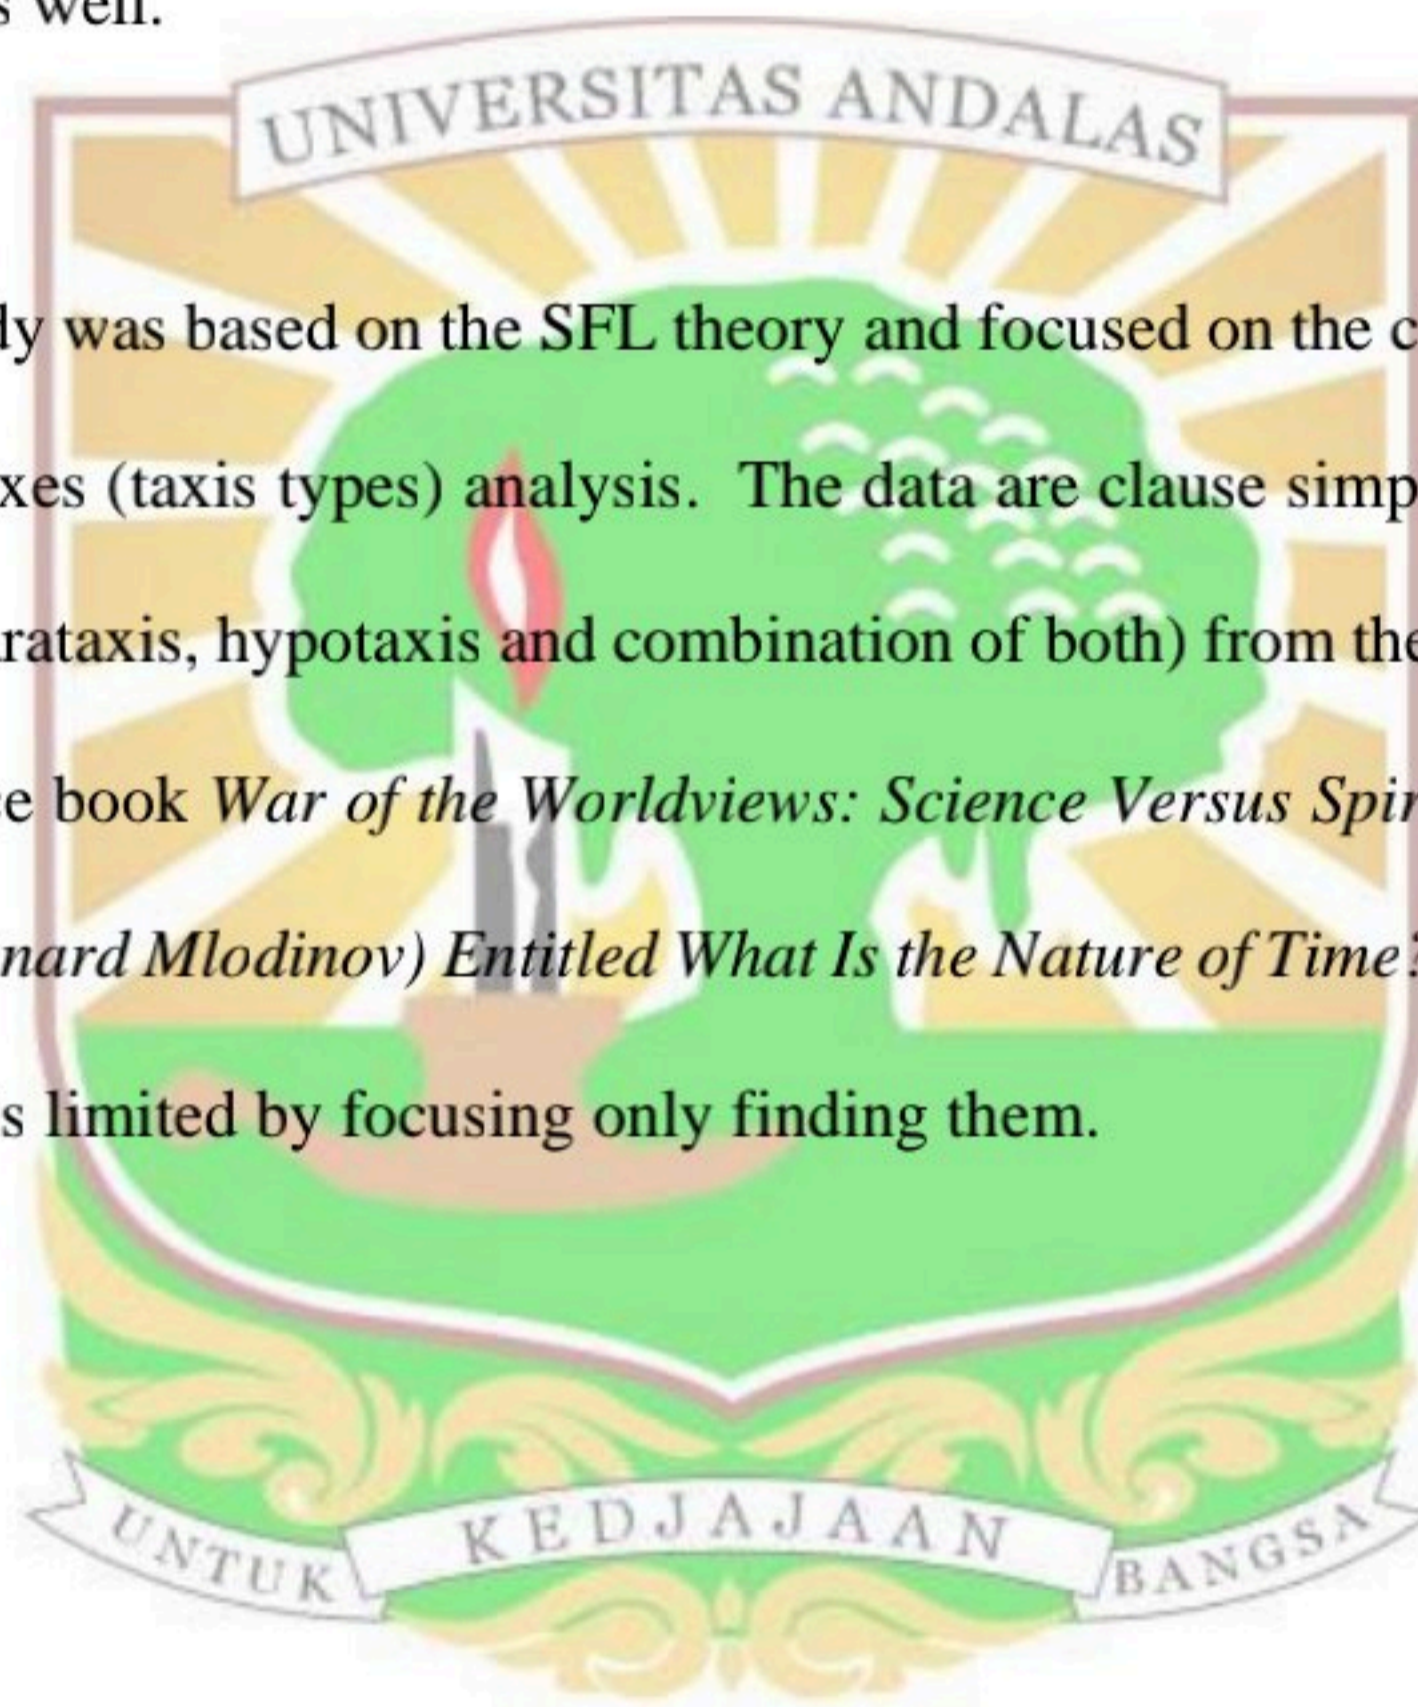 s well.
UNIVERSITAS ANDALAS
dy was based on the SFL theory and focused on the c
xes (taxis types) analysis. The data are clause simp
rataxis, hypotaxis and combination of both) from the
e book War of the Worldviews: Science Versus Spir
nard Mlodinov) Entitled What Is the Nature of Time?
s limited by focusing only finding them.
UNTUK KEDJAJAAN BANGSA